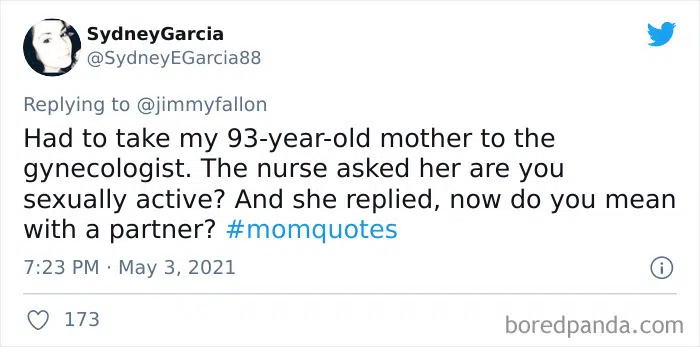 SydneyGarcia
@SydneyEGarcia88
Replying to @jimmyfallon
Had to take my 93-year-old mother to the
gynecologist. The nurse asked her are you
sexually active? And she replied, now do you mean
with a partner? #momquotes
7:23 PM · May 3, 2021
173
boredpanda.com